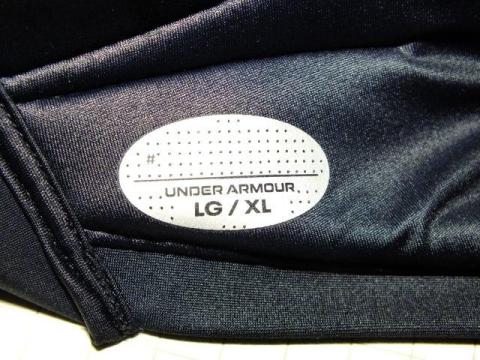 #
UNDER ARMOUR
LG / XL